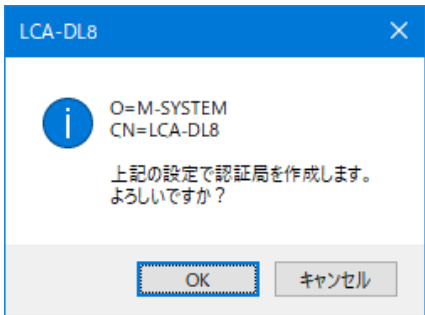 LCA-DL8
O=M-SYSTEM
CN=LCA-DL8
上記の設定で認証局を作成します。
よろしいですか？
OK
キャンセル